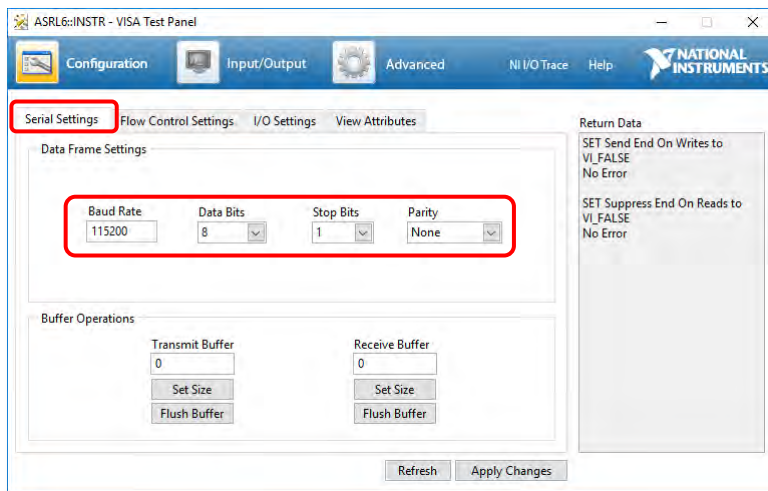 ASRL6::INSTR - VISA Test Panel
Configuration
Input/Output
Advanced
NI I/O Trace
Help
NATIONAL
INSTRUMENTS
Serial Settings
Flow Control Settings
I/O Settings
View Attributes
Data Frame Settings
Baud Rate
Data Bits
Stop Bits
Parity
115200
8
1
None
Buffer Operations
Transmit Buffer
Receive Buffer
0
0
Set Size
Set Size
Flush Buffer
Flush Buffer
Return Data
SET Send End On Writes to
VI_FALSE
No Error
SET Suppress End On Reads to
VI_FALSE
No Error
Refresh
Apply Changes